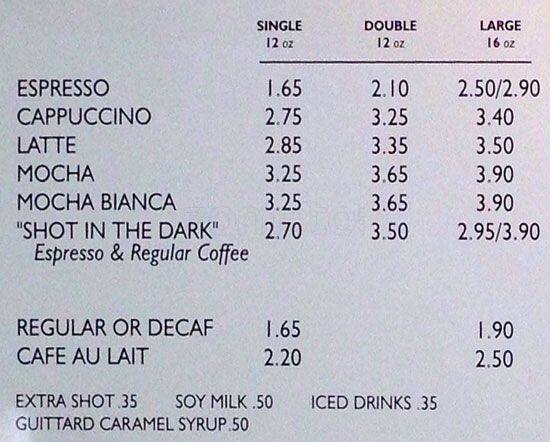 SINGLE DOUBLE LARGE
12 oz 12 oz 16 oz
ESPRESSO 1.65 2.10 2.50/2.90
CAPPUCCINO 2.75 3.25 3.40
LATTE 2.85 3.35 3.50
MOCHA 3.25 3.65 3.90
MOCHA BIANCA 3.25 3.65 3.90
"SHOT IN THE DARK" 2.70 3.50 2.95/3.90
Espresso & Regular Coffee
REGULAR OR DECAF 1.65 1.90
CAFE AU LAIT 2.20 2.50
EXTRA SHOT .35 SOY MILK .50 ICED DRINKS .35
GUITTARD CARAMEL SYRUP .50